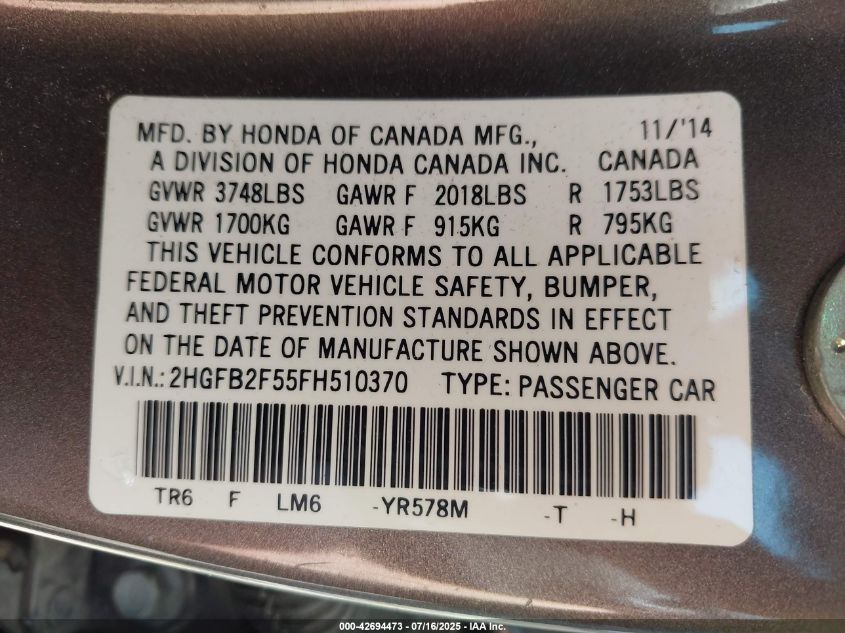 MFD. BY HONDA OF CANADA MFG., 11/'14
A DIVISION OF HONDA CANADA INC. CANADA
GVWR 3748LBS GAWR F 2018LBS R 1753LBS
GVWR 1700KG GAWR F 915KG R 795KG
THIS VEHICLE CONFORMS TO ALL APPLICABLE
FEDERAL MOTOR VEHICLE SAFETY, BUMPER,
AND THEFT PREVENTION STANDARDS IN EFFECT
ON THE DATE OF MANUFACTURE SHOWN ABOVE.
V.I.N.: 2HGFB2F55FH510370 TYPE: PASSENGER CAR
TR6 F LM6 -YR578M -T -H
000-42694473 - 07/16/2025 - IAA Inc.